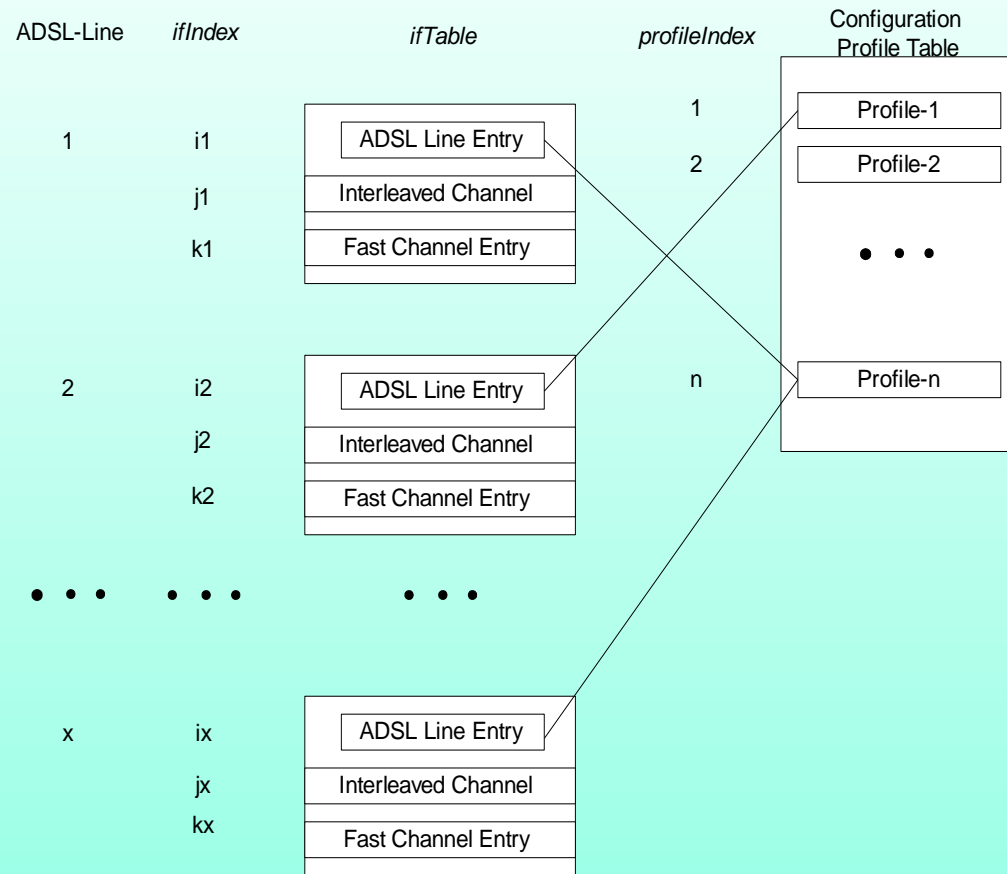 ADSL-Line ifIndex ifTable profileIndex Configuration
Profile Table
1 Profile-1
1 i1 ADSL Line Entry
2 Profile-2
j1 Interleaved Channel
k1 Fast Channel Entry
• • •
2 i2 ADSL Line Entry n Profile-n
j2 Interleaved Channel
k2 Fast Channel Entry
• • • • • • • • •
x ix ADSL Line Entry
jx Interleaved Channel
kx Fast Channel Entry